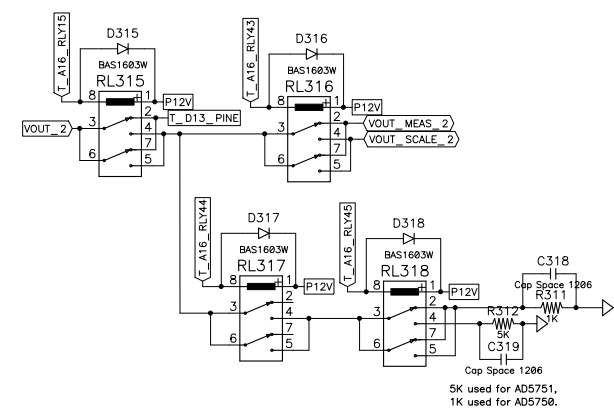 T_A16_RLY15
D315
BAS1603W
RL315
8
1
P12V
2
T_D13_PINE
VOUT_2
3
4
7
6
5
T_A16_RLY43
D316
BAS1603W
RL316
8
1
P12V
2
VOUT_MEAS_2
3
4
VOUT_SCALE_2
7
6
5
T_A16_RLY44
D317
BAS1603W
RL317
8
1
P12V
2
3
4
7
6
5
T_A16_RLY45
D318
BAS1603W
RL318
8
1
P12V
2
3
4
7
6
5
C318
Cap Space 1206
R311
1K
R312
5K
C319
Cap Space 1206
5K used for AD5751,
1K used for AD5750.